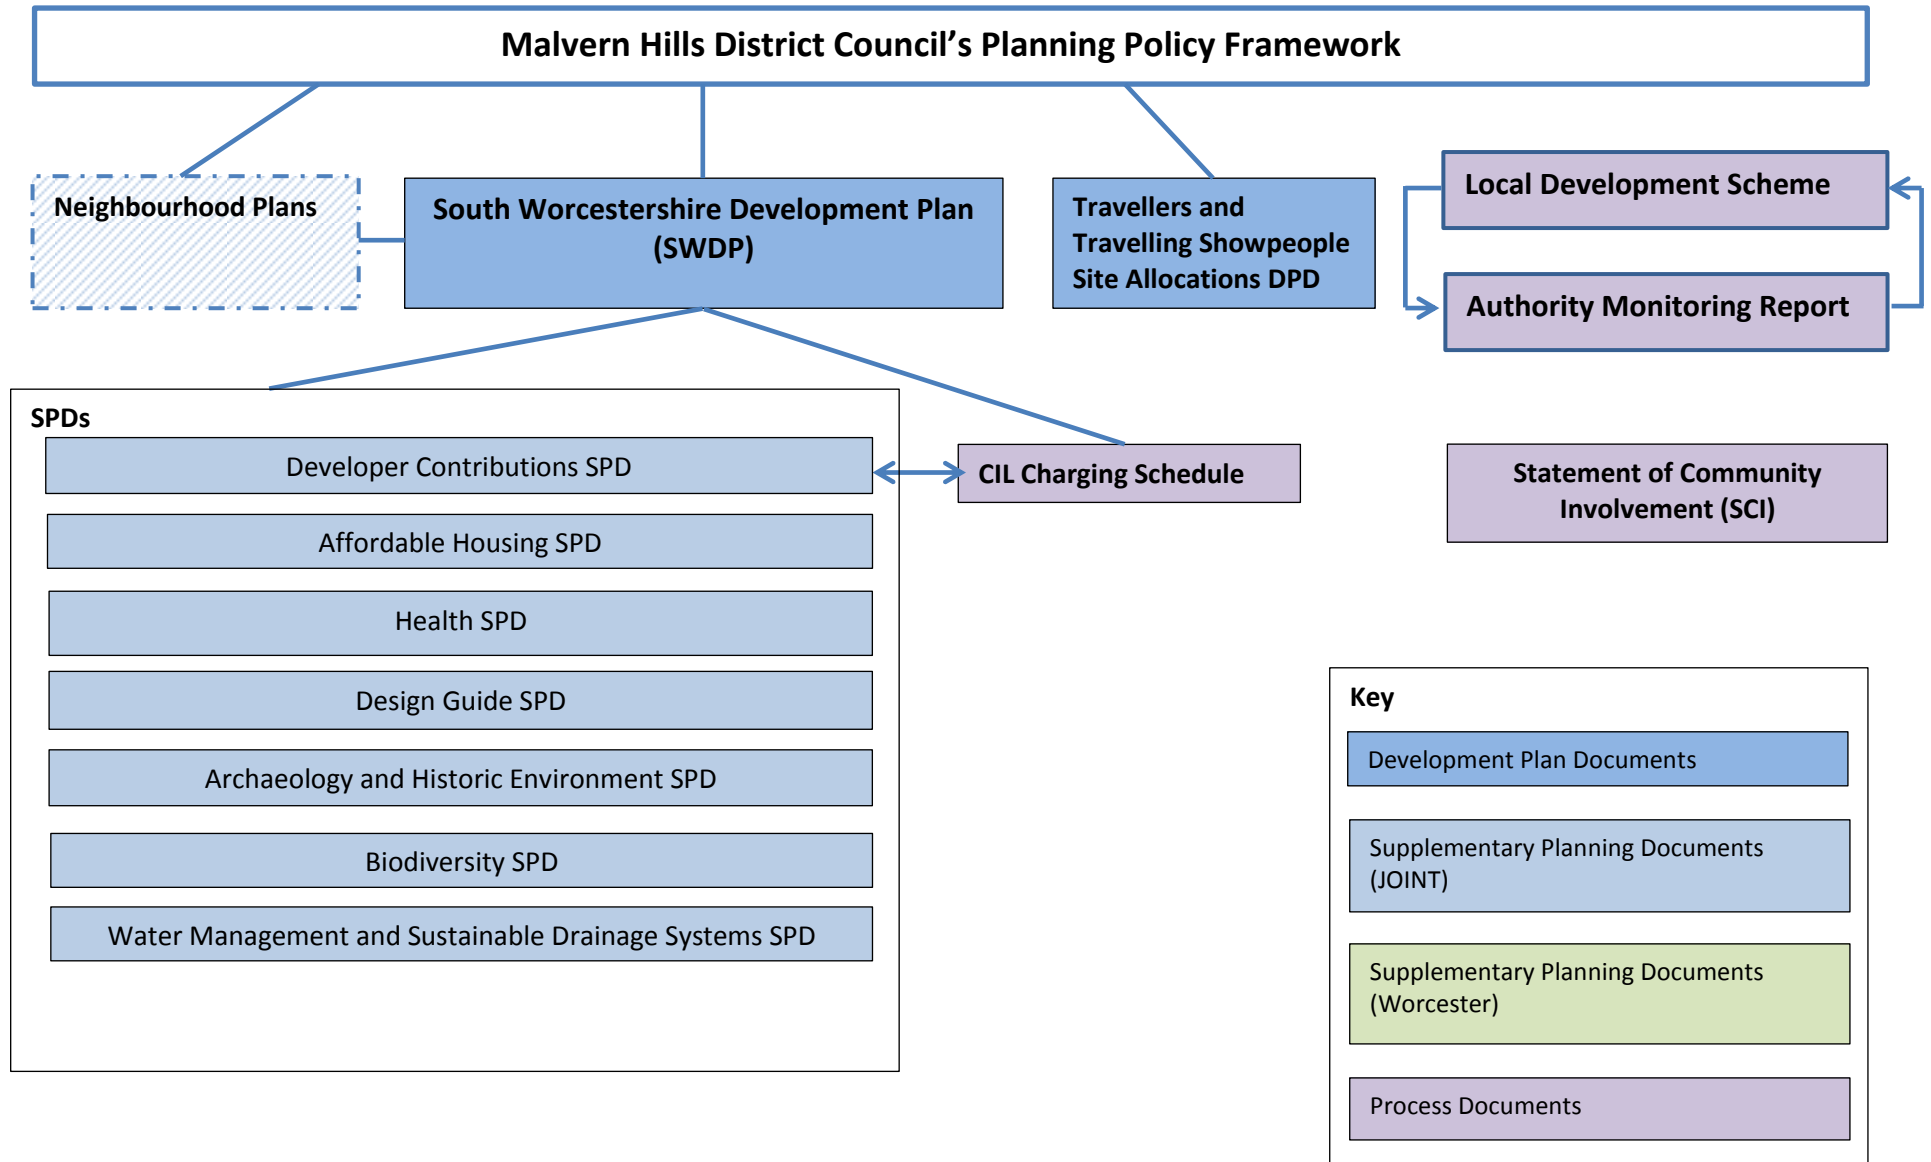 Malvern Hills District Council’s Planning Policy Framework
Neighbourhood Plans
South Worcestershire Development Plan
(SWDP)
Travellers and
Travelling Showpeople
Site Allocations DPD
Local Development Scheme
Authority Monitoring Report
SPDs
Developer Contributions SPD
Affordable Housing SPD
Health SPD
Design Guide SPD
Archaeology and Historic Environment SPD
Biodiversity SPD
Water Management and Sustainable Drainage Systems SPD
CIL Charging Schedule
Statement of Community
Involvement (SCI)
Key
Development Plan Documents
Supplementary Planning Documents
(JOINT)
Supplementary Planning Documents
(Worcester)
Process Documents